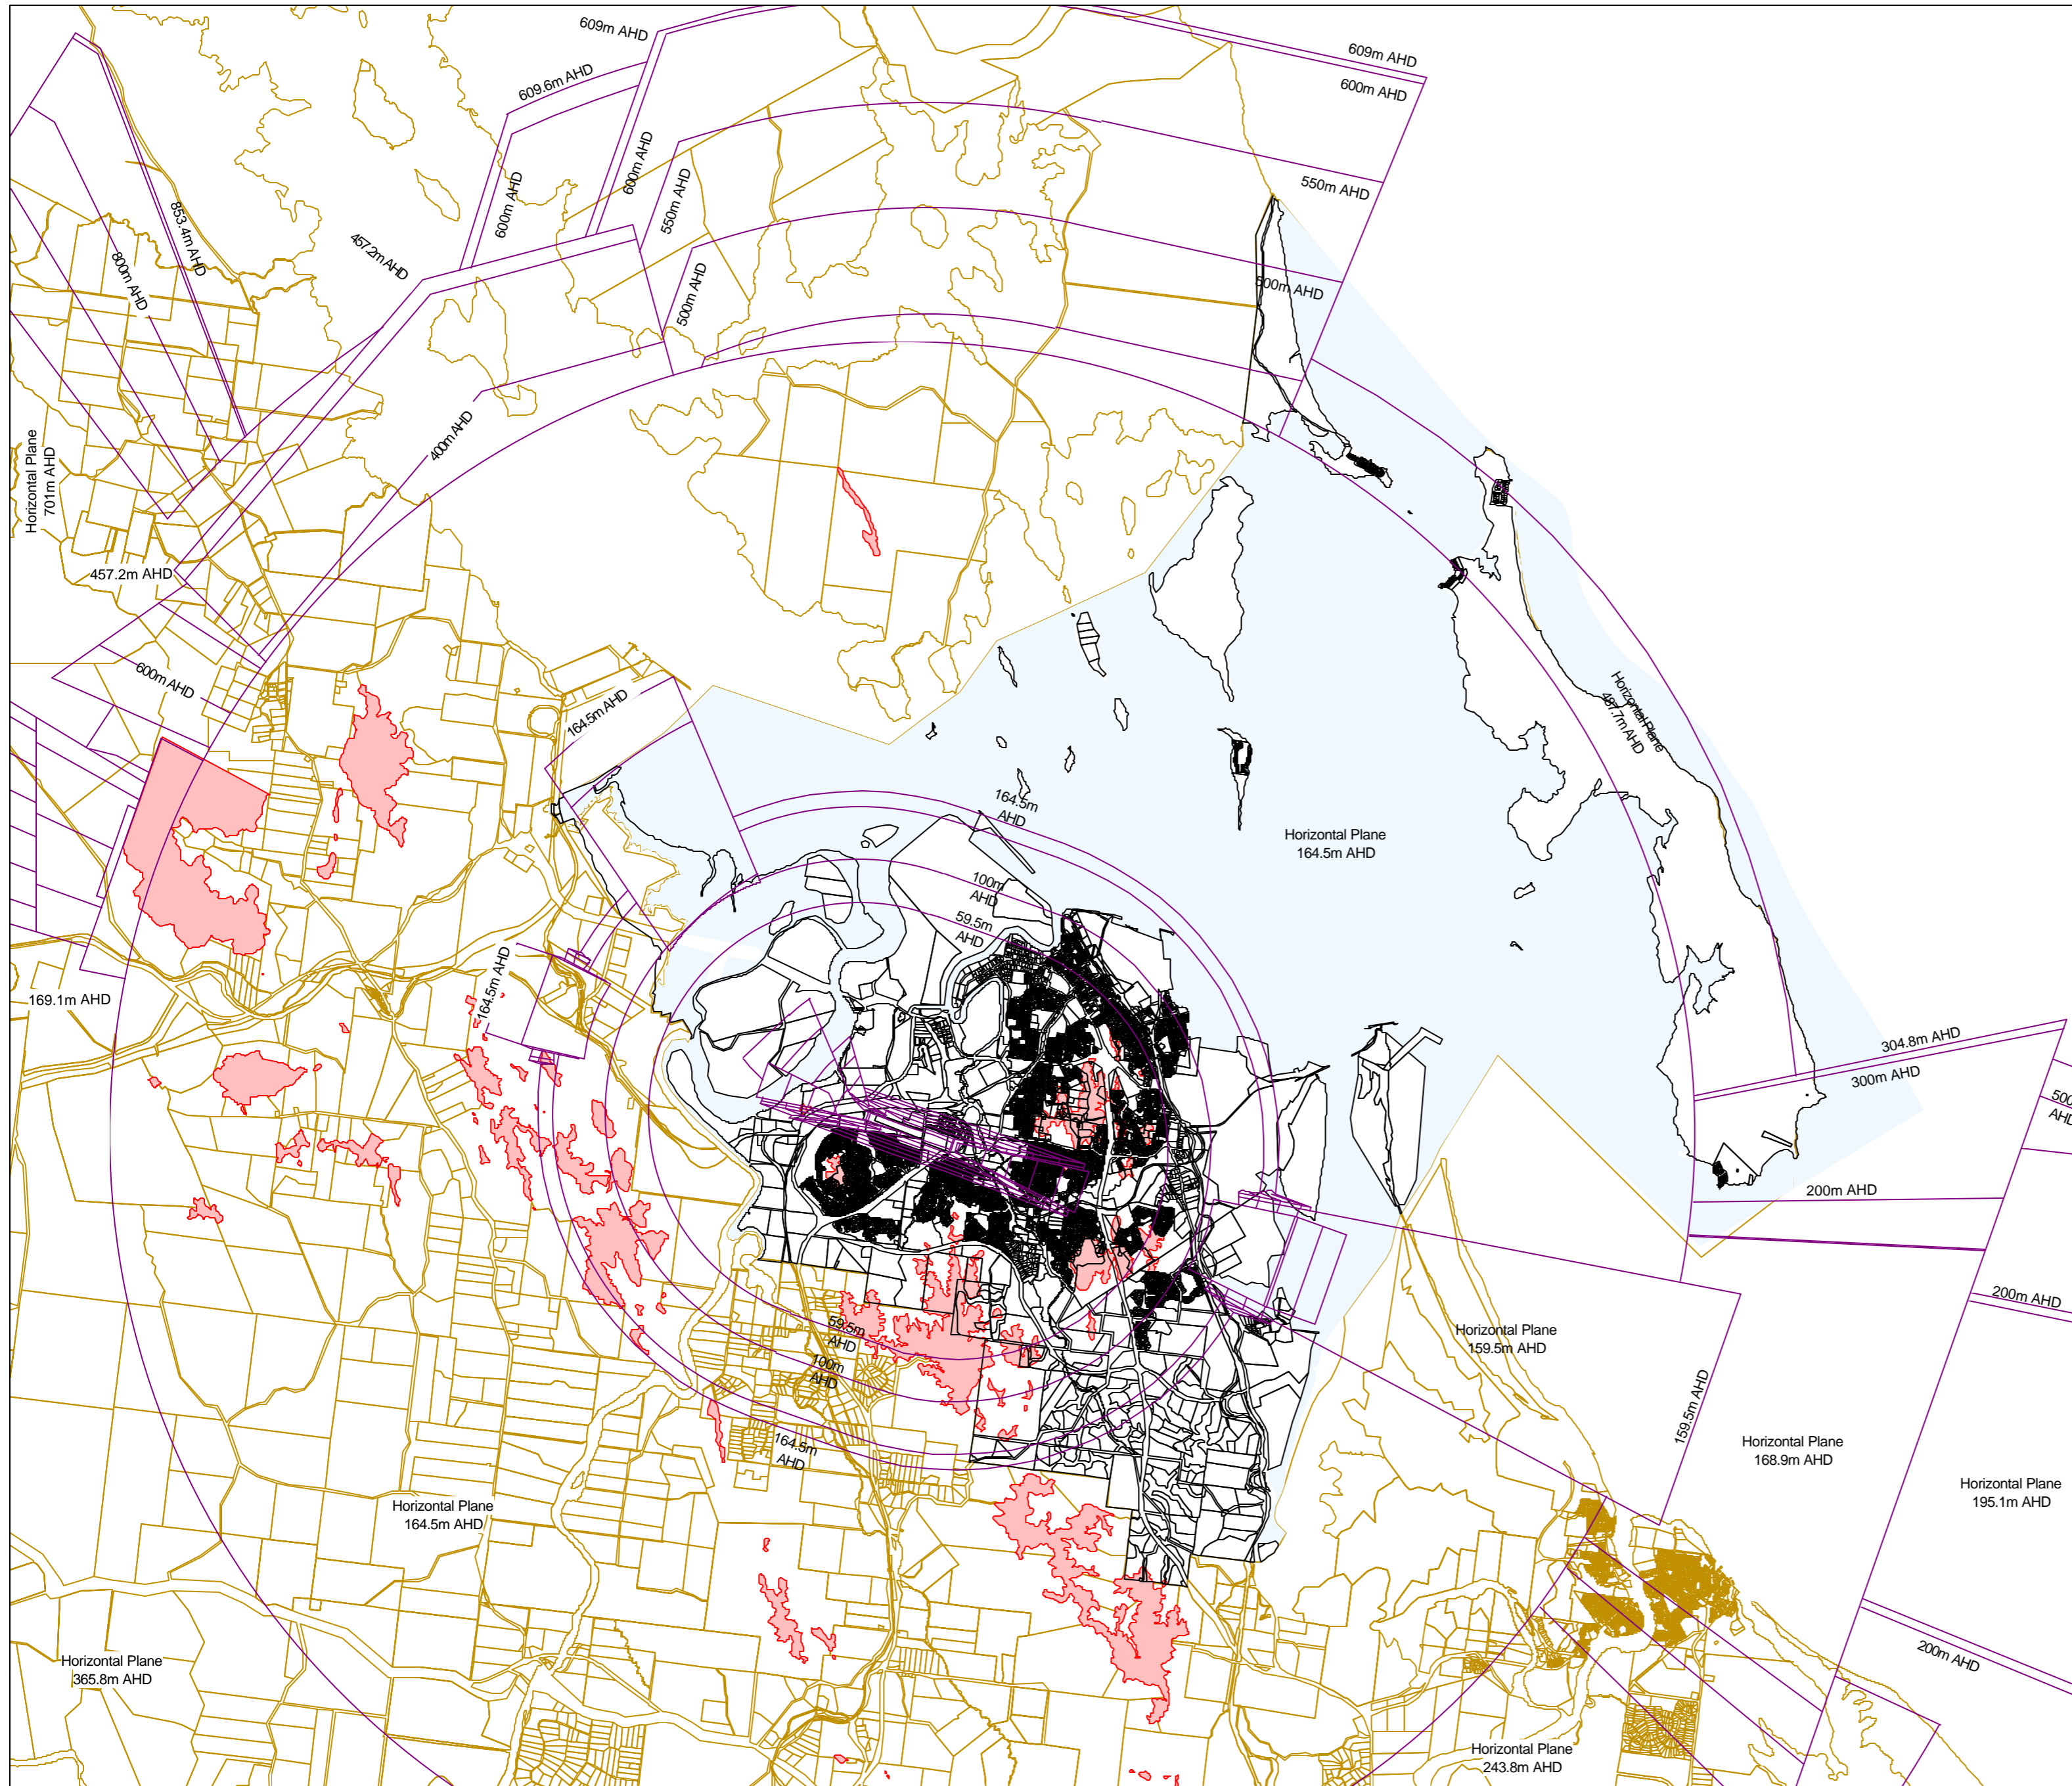 609m AHD
609m AHD
609.6m AHD
600m AHD
600m AHD
600m AHD
550m AHD
550m AHD
853.4m AHD
800m AHD
457.2m AHD
500m AHD
500m AHD
400m AHD
Horizontal Plane
701m AHD
457.2m AHD
600m AHD
164.5m AHD
Horizontal Plane
487.7m AHD
164.5m
AHD
Horizontal Plane
164.5m AHD
100m
AHD
59.5m
AHD
164.5m AHD
169.1m AHD
304.8m AHD
300m AHD
500
AHD
200m AHD
200m AHD
59.5m
AHD
100m
AHD
Horizontal Plane
159.5m AHD
159.5m AHD
164.5m
AHD
Horizontal Plane
168.9m AHD
Horizontal Plane
195.1m AHD
Horizontal Plane
164.5m AHD
Horizontal Plane
365.8m AHD
200m AHD
Horizontal Plane
243.8m AHD